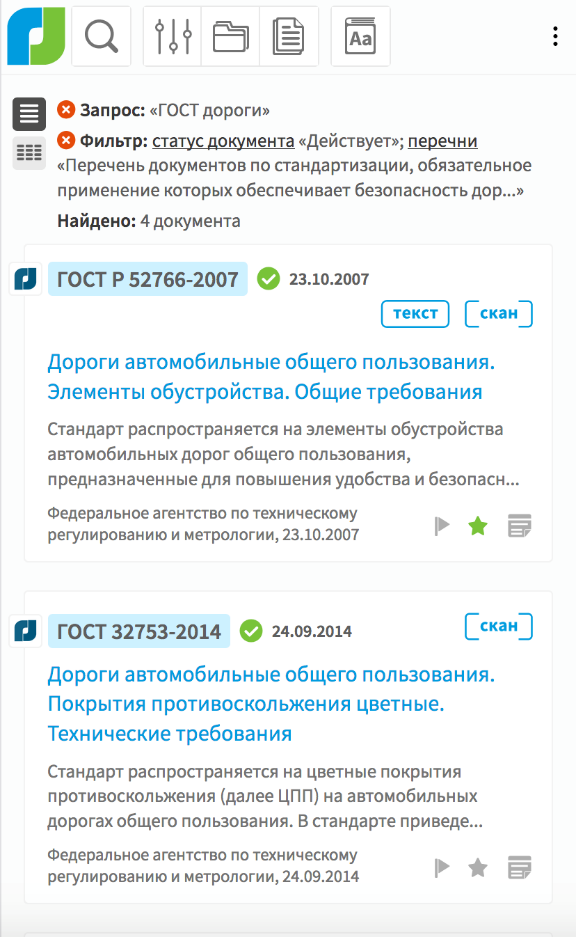 Aa
Запрос: «ГОСТ дороги»
Фильтр: статус документа «Действует»; перечни
«Перечень документов по стандартизации, обязательное
применение которых обеспечивает безопасность дор...»
Найдено: 4 документа
ГОСТ Р 52766-2007 23.10.2007
текст скан
Дороги автомобильные общего пользования.
Элементы обустройства. Общие требования
Стандарт распространяется на элементы обустройства
автомобильных дорог общего пользования,
предназначенные для повышения удобства и безопасн...
Федеральное агентство по техническому
регулированию и метрологии, 23.10.2007
ГОСТ 32753-2014 24.09.2014 скан
Дороги автомобильные общего пользования.
Покрытия противоскольжения цветные.
Технические требования
Стандарт распространяется на цветные покрытия
противоскольжения (далее ЦПП) на автомобильных
дорогах общего пользования. В стандарте приведе...
Федеральное агентство по техническому
регулированию и метрологии, 24.09.2014